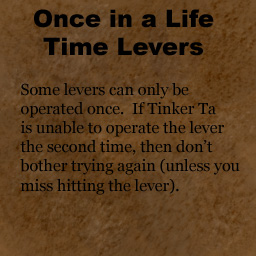 Once in a Life
Time Levers
Some levers can only be
operated once.  If Tinker Ta
is unable to operate the lever
the second time, then don't
bother trying again (unless you
miss hitting the lever).